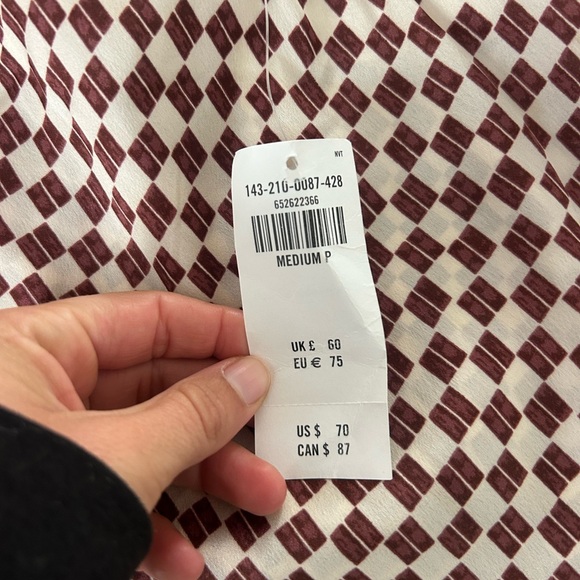 NVT
143-210-0087-428
652622366
MEDIUM P
UK £ 60
EU € 75
US $ 70
CAN $ 87